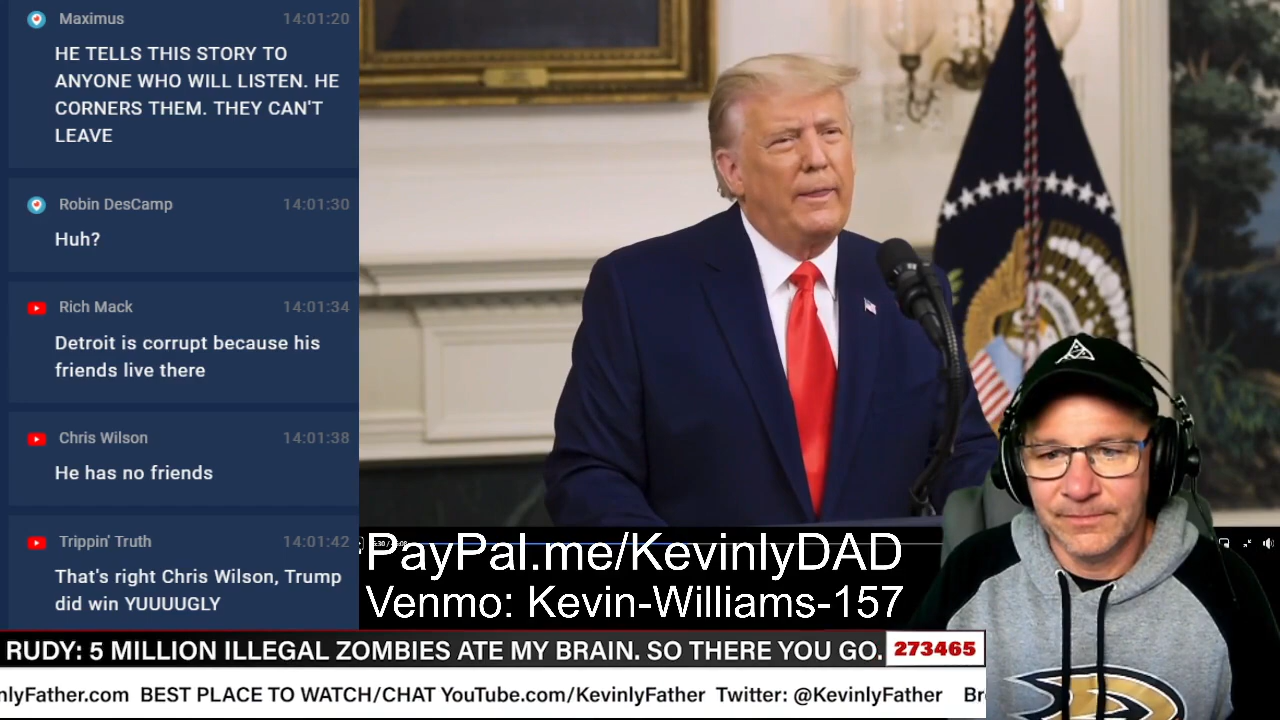 Maximus 14:01:20
HE TELLS THIS STORY TO
ANYONE WHO WILL LISTEN. HE
CORNERS THEM. THEY CAN'T
LEAVE
Robin DesCamp 14:01:30
Huh?
Rich Mack 14:01:34
Detroit is corrupt because his
friends live there
Chris Wilson 14:01:38
He has no friends
Trippin' Truth 14:01:42
That's right Chris Wilson, Trump
did win YUUUUGLY
PayPal.me/KevinlyDAD
Venmo: Kevin-Williams-157
RUDY: 5 MILLION ILLEGAL ZOMBIES ATE MY BRAIN. SO THERE YOU GO. 273465
nlyFather.com BEST PLACE TO WATCH/CHAT YouTube.com/KevinlyFather Twitter: @KevinlyFather Br